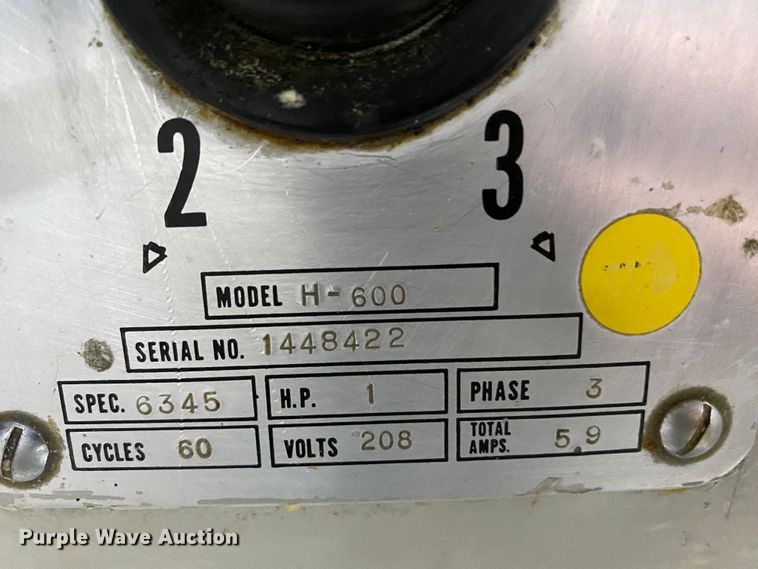 2 3
MODEL H-600
SERIAL NO. 1448422
SPEC. 6345 H.P. 1 PHASE 3
CYCLES 60 VOLTS 208 TOTAL AMPS. 5.9
Purple Wave Auction